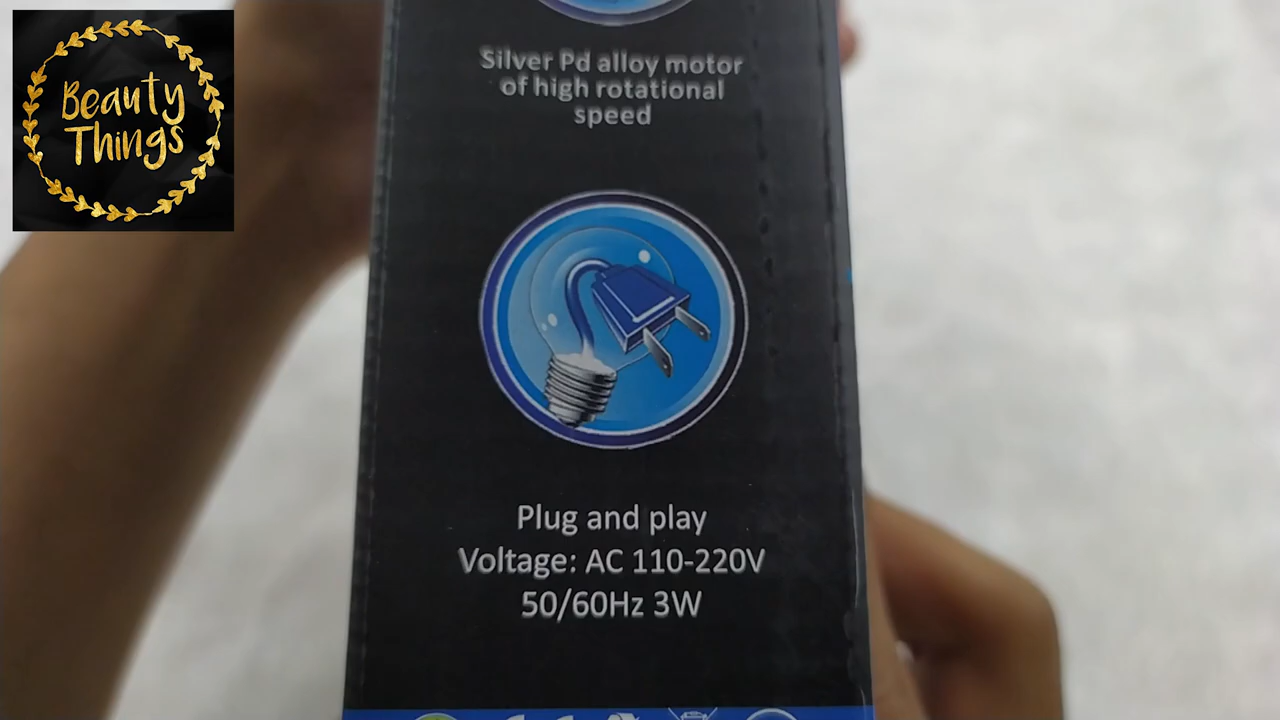 Beauty
Things
Silver Pd alloy motor
of high rotational
speed
Plug and play
Voltage: AC 110-220V
50/60Hz 3W